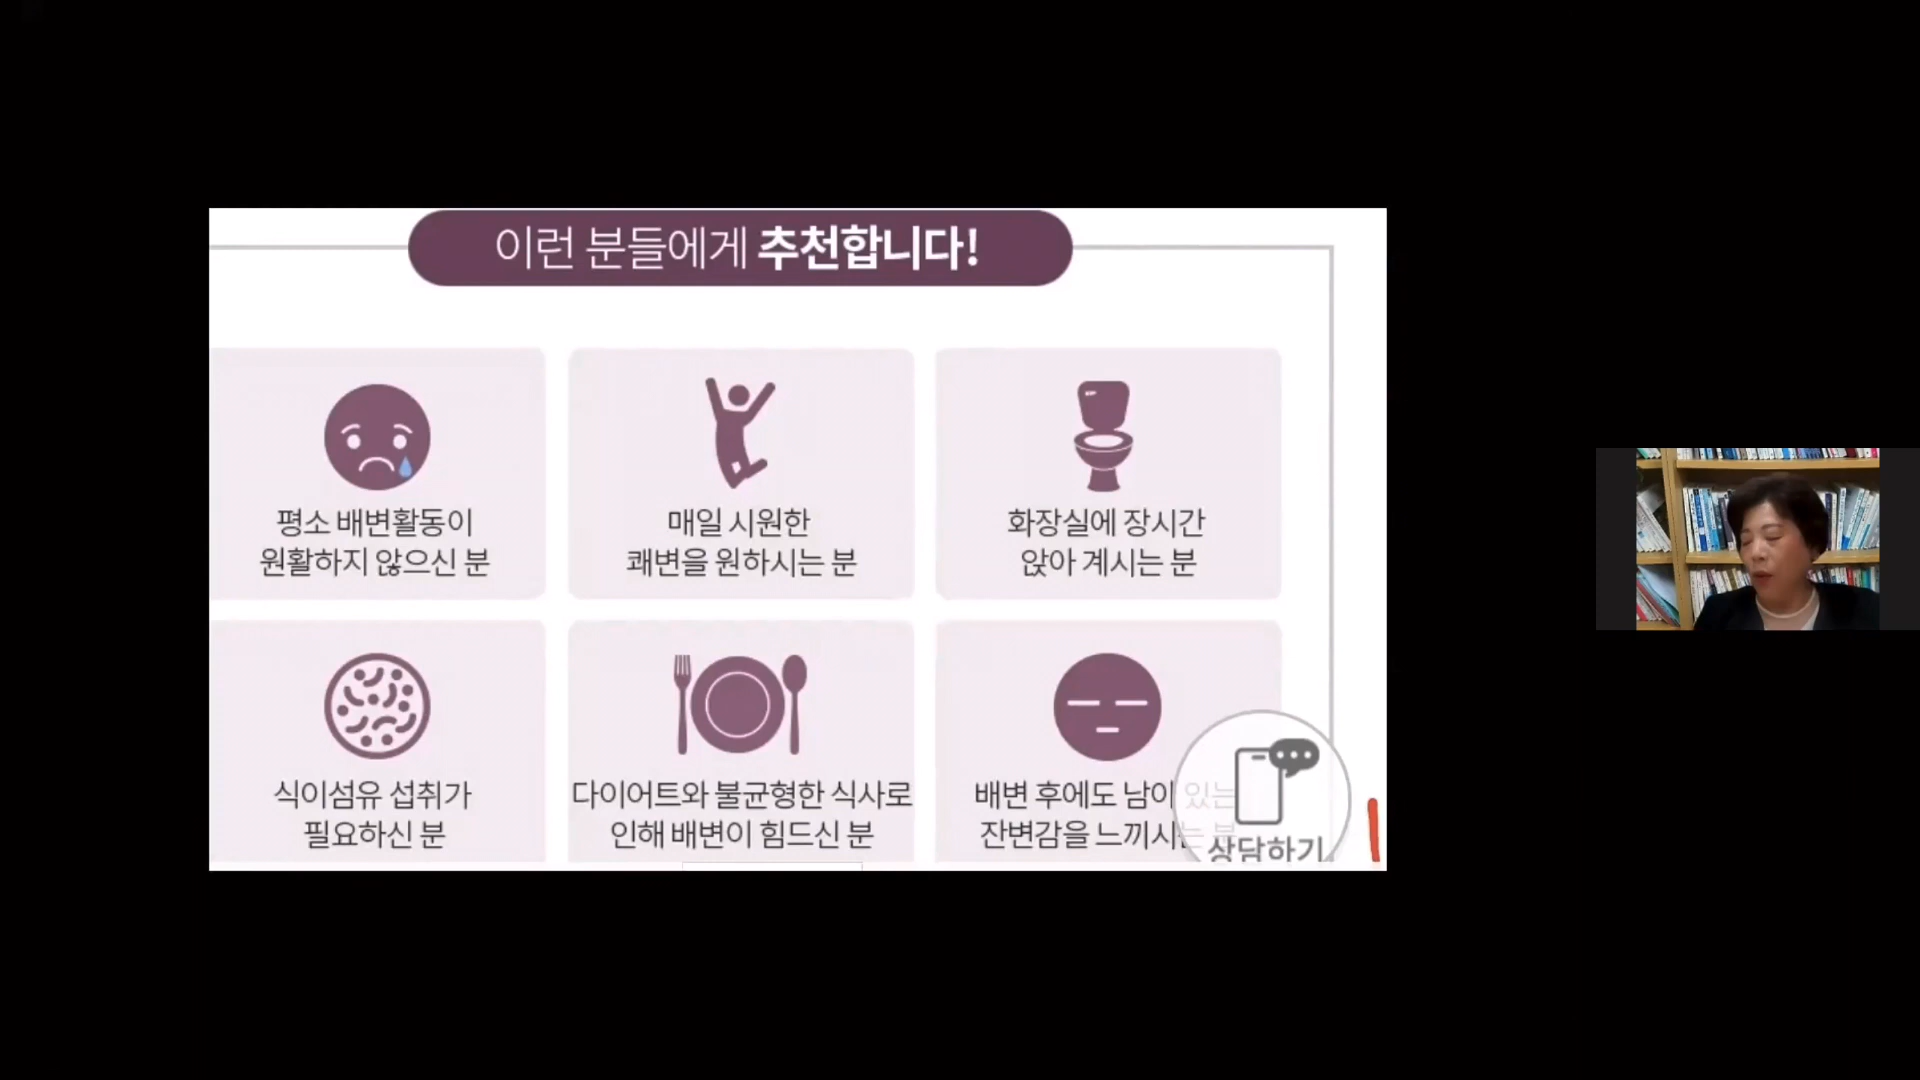 이런 분들에게 추천합니다!
평소 배변활동이
원활하지 않으신 분
매일 시원한
쾌변을 원하시는 분
화장실에 장시간
앉아 계시는 분
식이섬유 섭취가
필요하신 분
다이어트와 불균형한 식사로
인해 배변이 힘드신 분
배변 후에도 남아 있는
잔변감을 느끼시는 분
상담하기